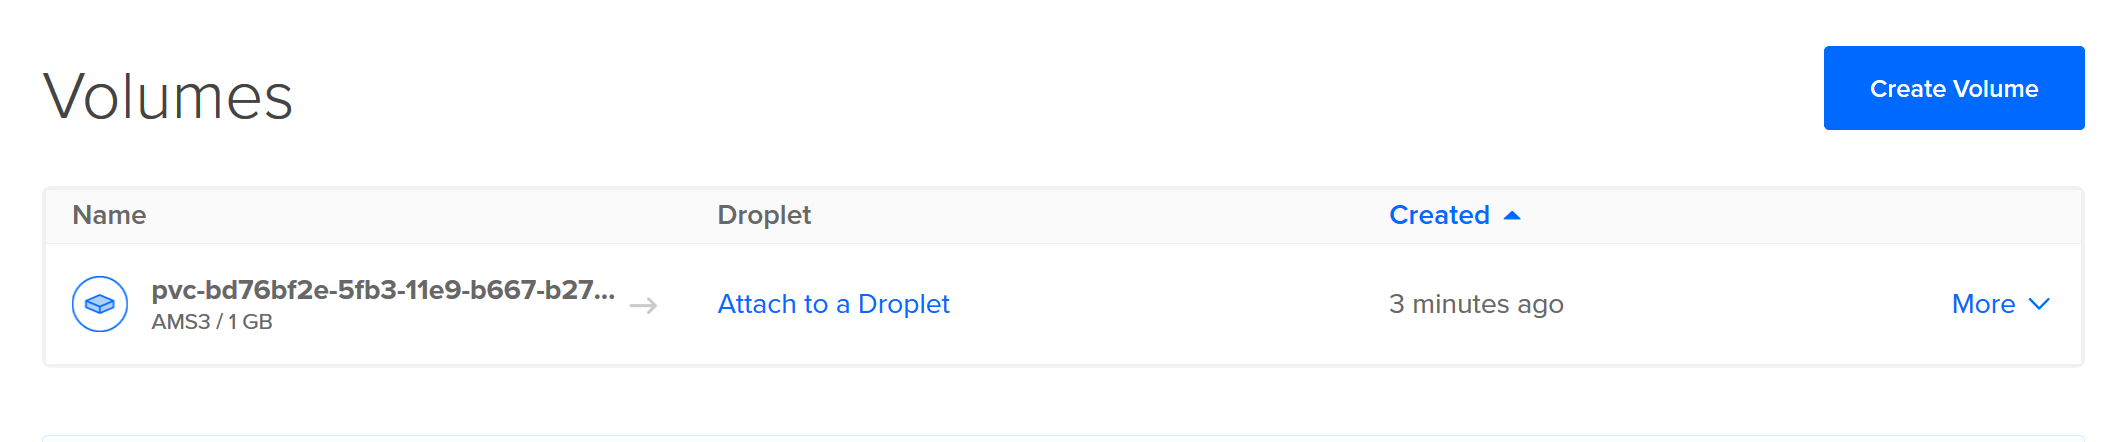 Volumes
Create Volume
Name
Droplet
Created
pvc-bd76bf2e-5fb3-11e9-b667-b27...
AMS3 / 1 GB
Attach to a Droplet
3 minutes ago
More